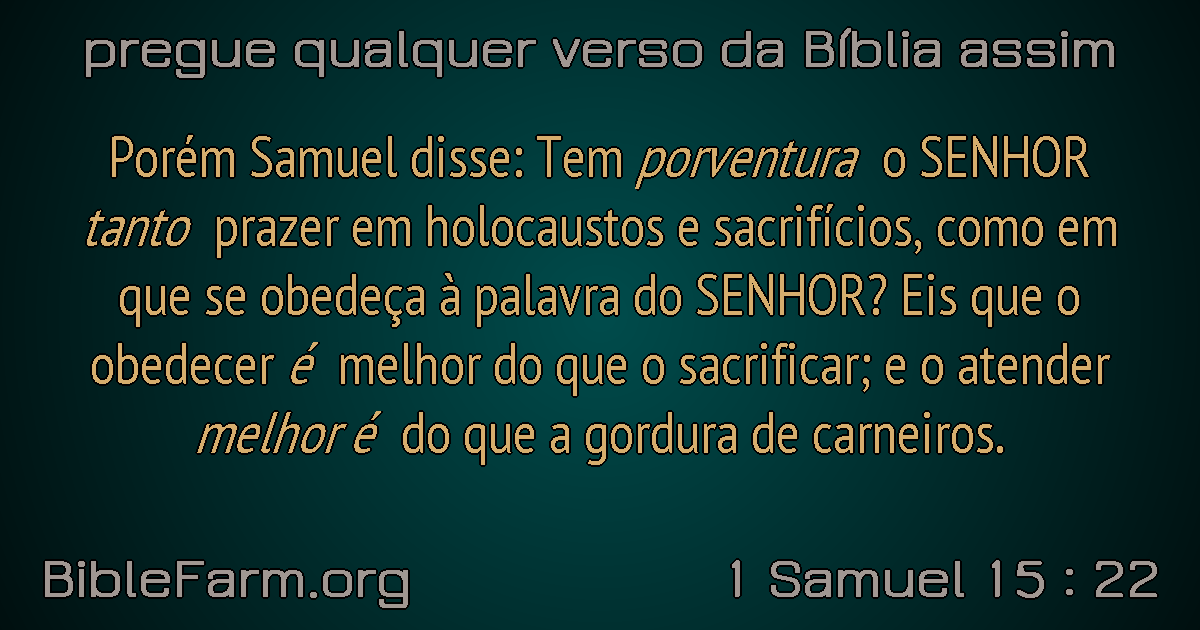 pregue qualquer verso da Bíblia assim
Porém Samuel disse: Tem porventura o SENHOR
tanto prazer em holocaustos e sacrifícios, como em
que se obedeça à palavra do SENHOR? Eis que o
obedecer é melhor do que o sacrificar; e o atender
melhor é do que a gordura de carneiros.
BibleFarm.org
1 Samuel 15 : 22